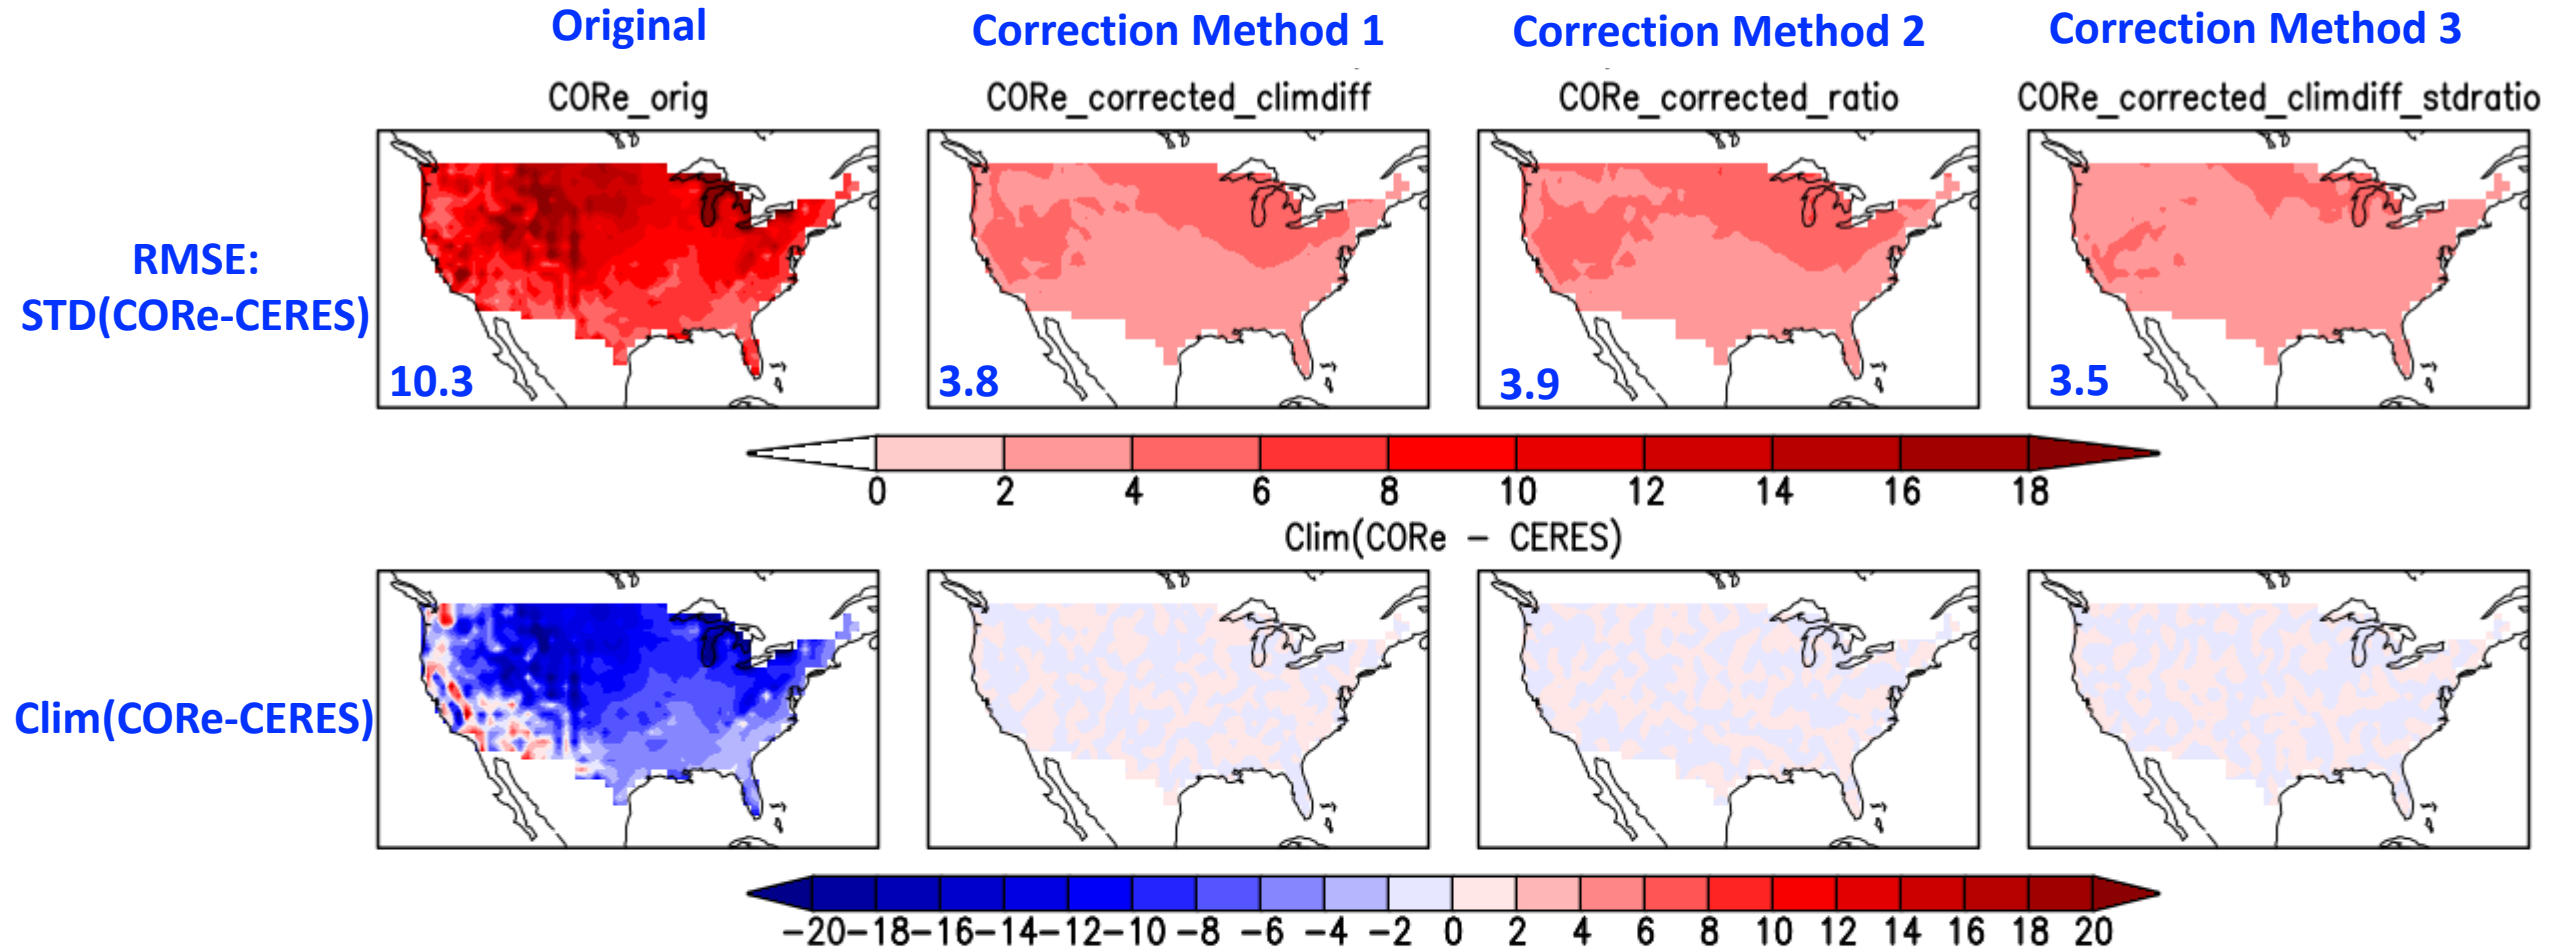 Original
Correction Method 1
Correction Method 2
Correction Method 3
CORe_orig
CORe_corrected_climdiff
CORe_corrected_ratio
CORe_corrected_climdiff_stdratio
RMSE:
STD(CORe-CERES)
10.3
3.8
3.9
3.5
0 2 4 6 8 10 12 14 16 18
Clim(CORe - CERES)
Clim(CORe-CERES)
-20 -18 -16 -14 -12 -10 -8 -6 -4 -2 0 2 4 6 8 10 12 14 16 18 20